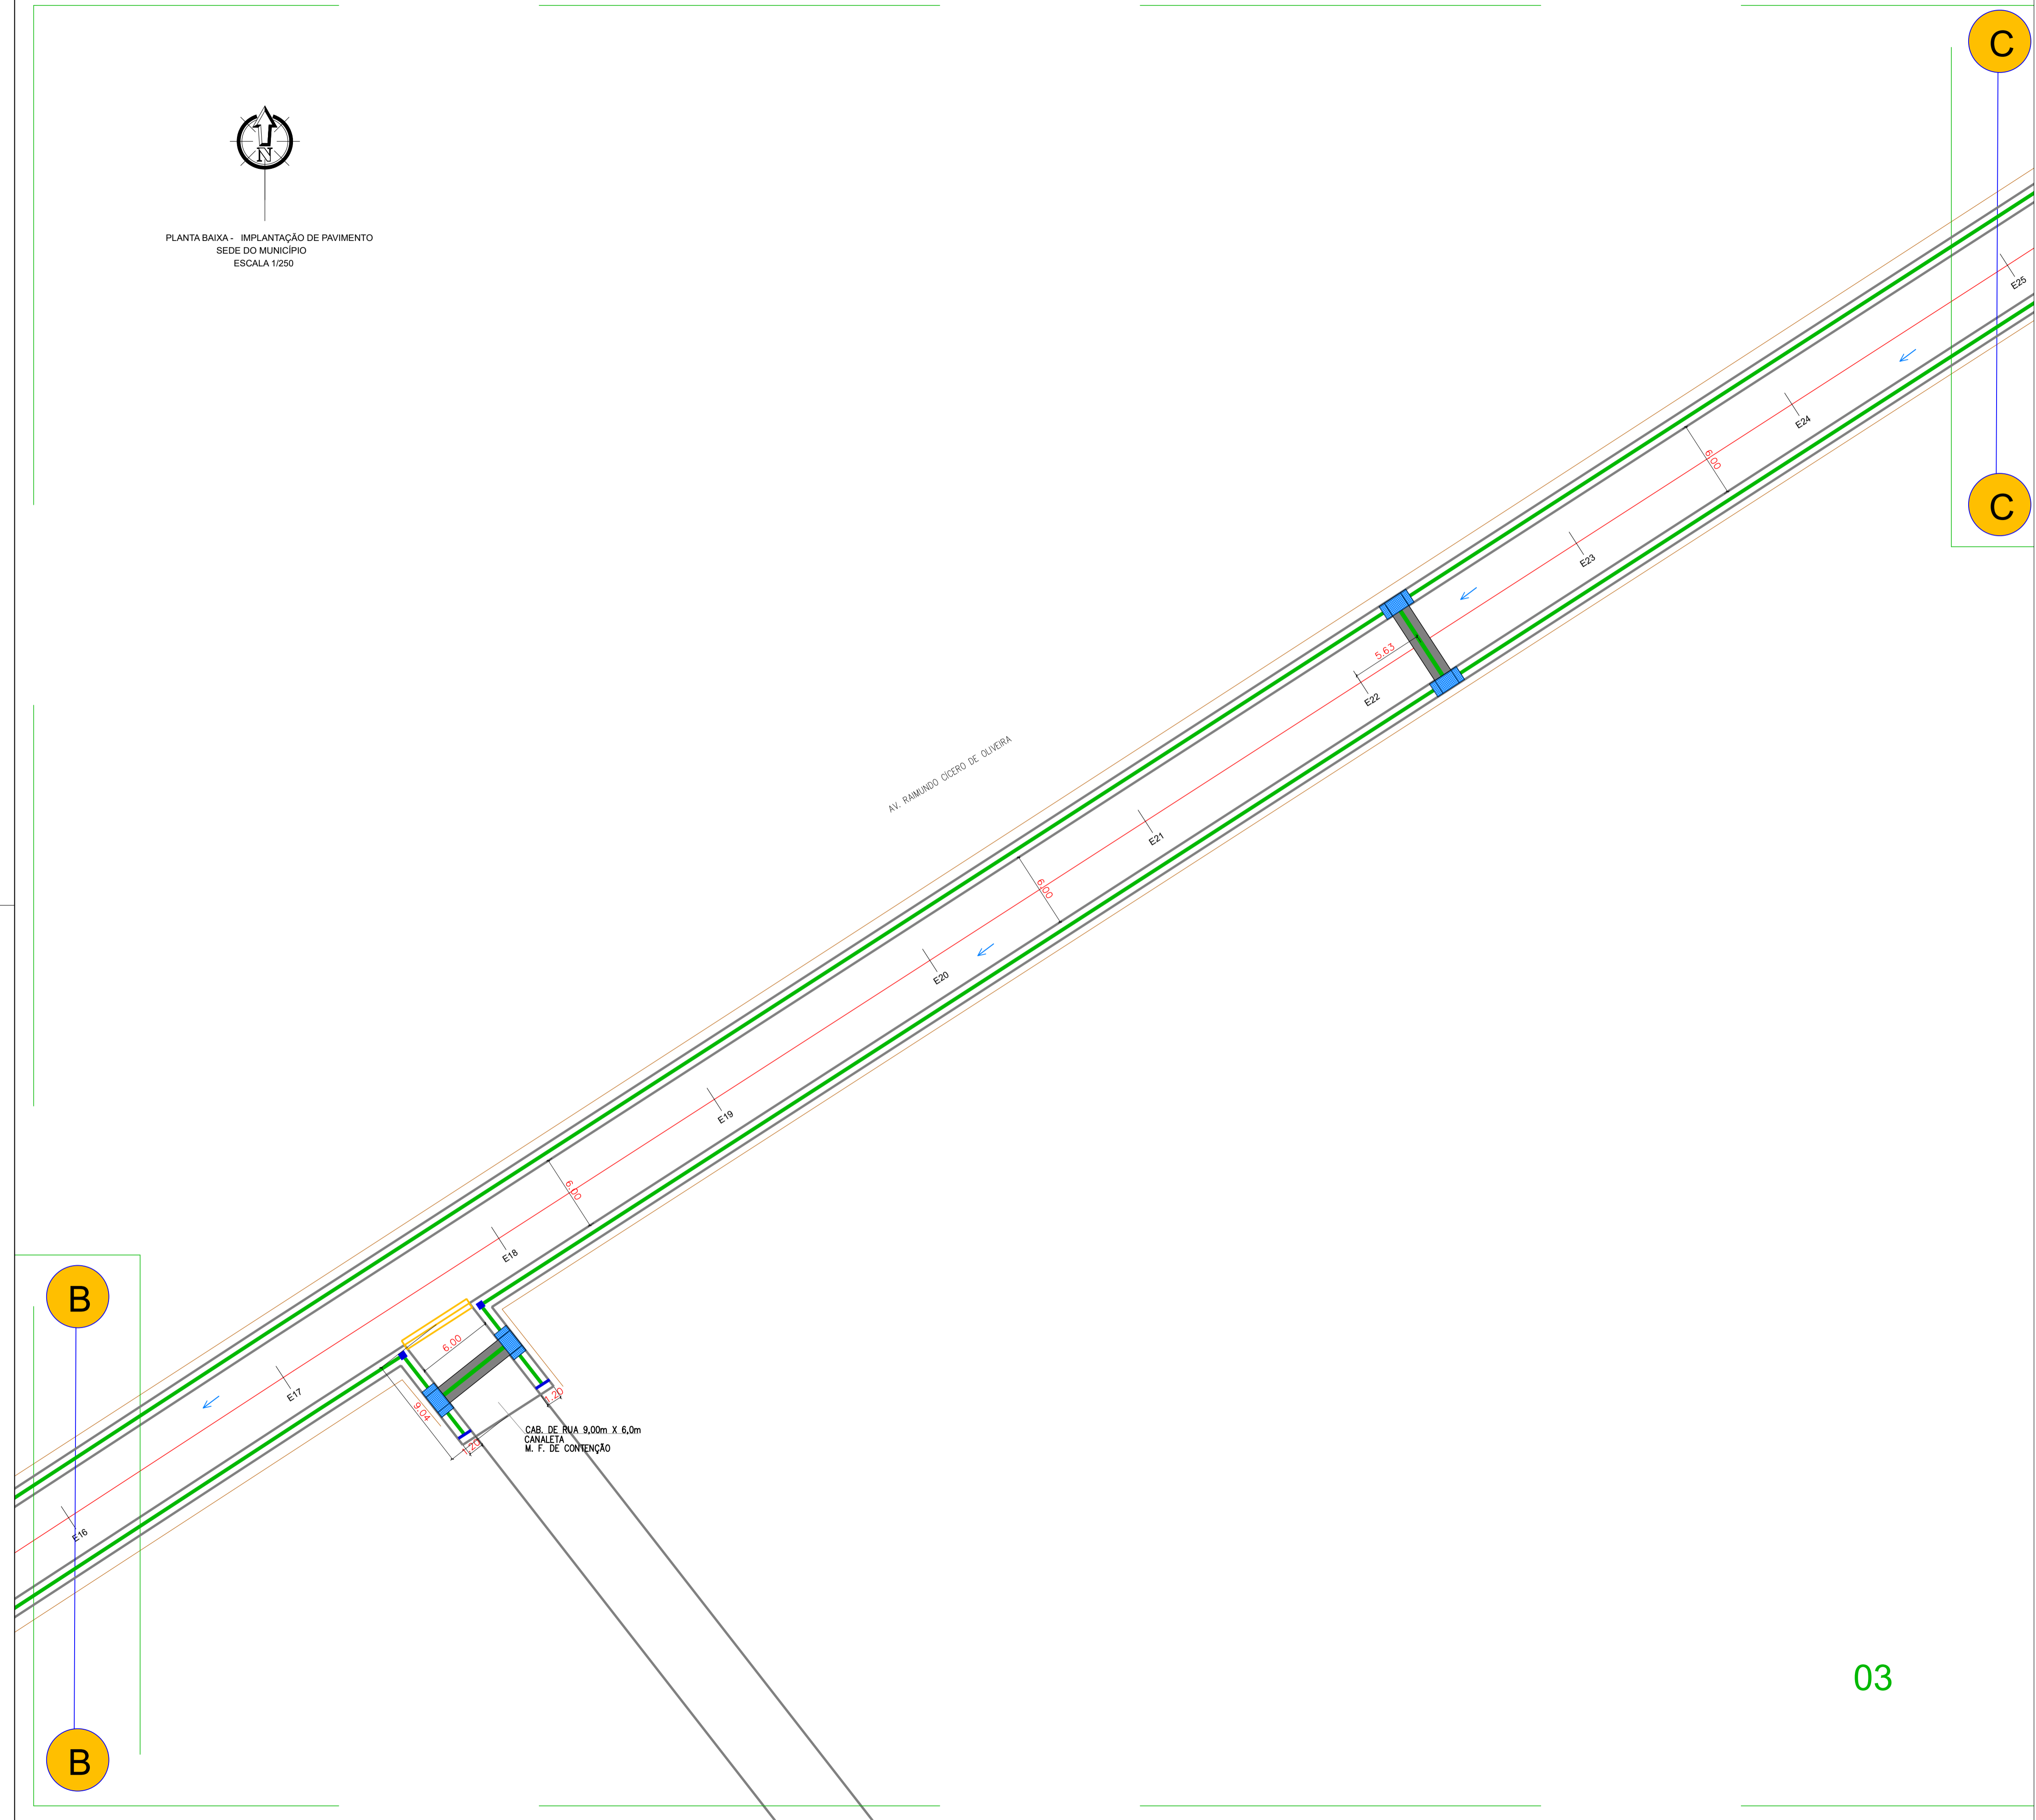 C
N
PLANTA BAIXA - IMPLANTAÇÃO DE PAVIMENTO
SEDE DO MUNICÍPIO
ESCALA 1/250
E25
E24
6.00
C
E23
5.63
E22
AV. RAIMUNDO CÍCERO DE OLIVEIRA
E21
6.00
E20
E19
6.00
E18
B
6.00
E17
1.20
9.04
CAB. DE RUA 9,00m X 6,0m
CANALETA
M. F. DE CONTENÇÃO
1.20
E16
03
B